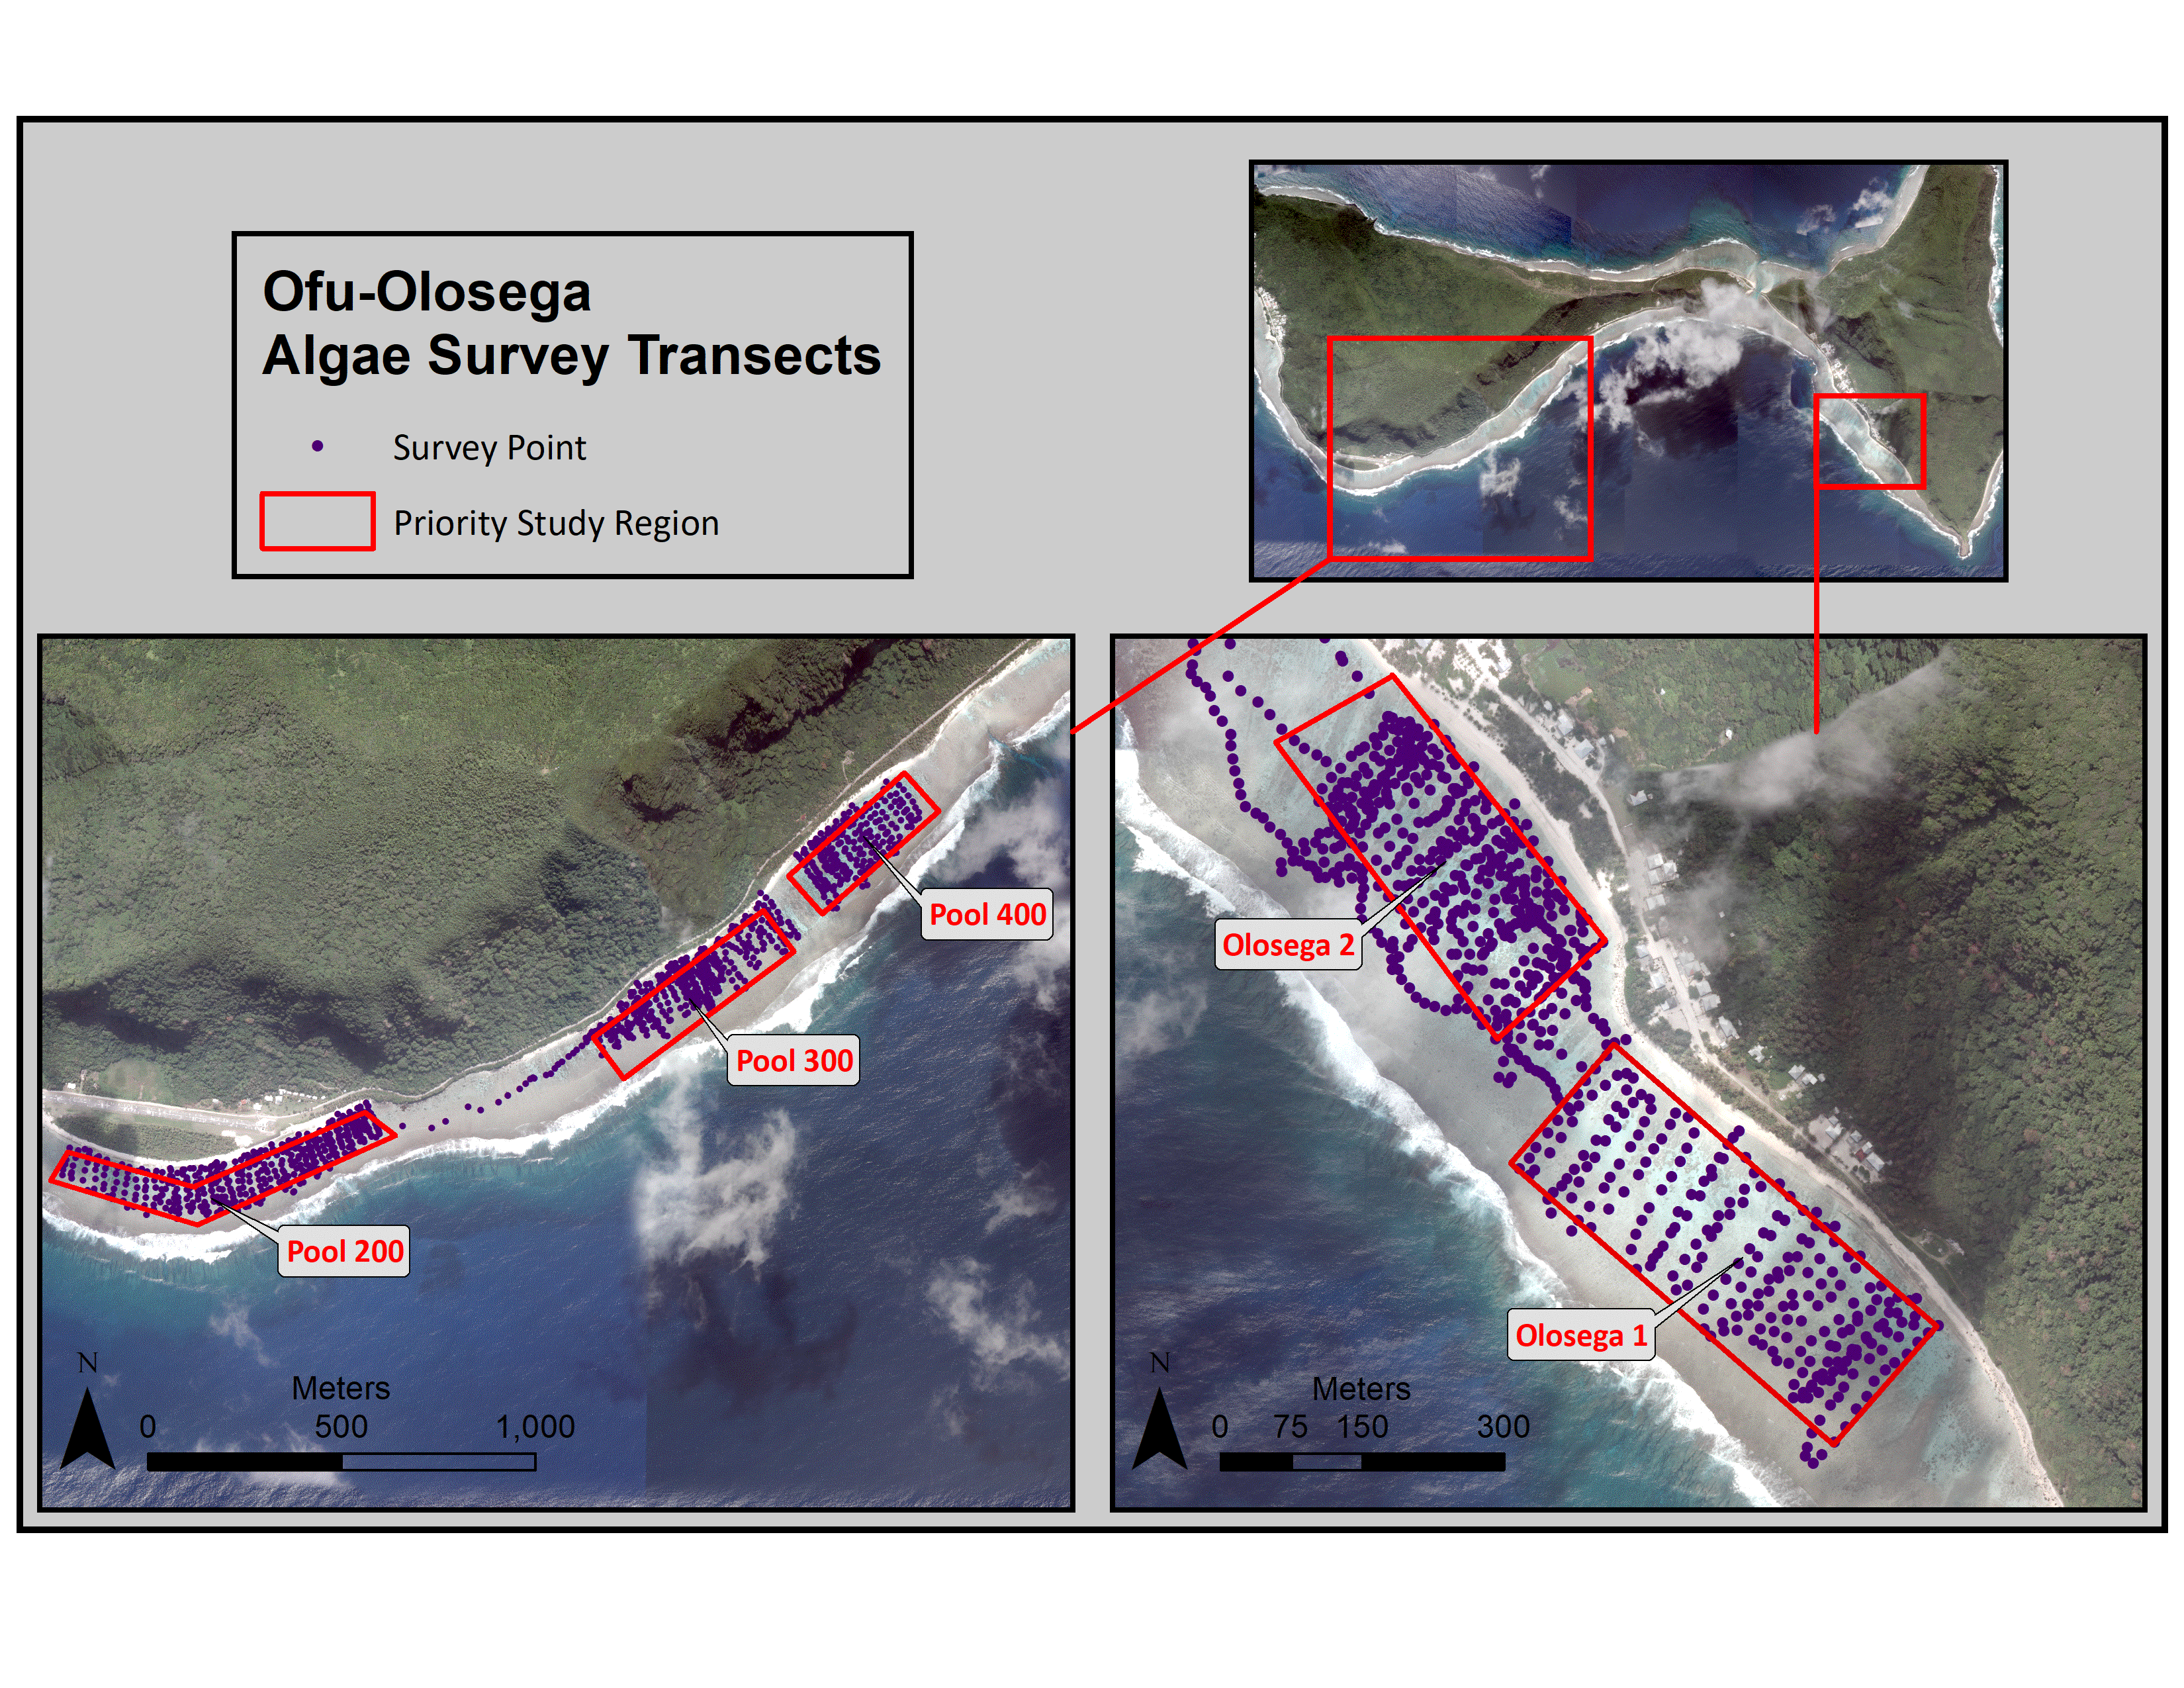 Ofu-Olosega
Algae Survey Transects
Survey Point
Priority Study Region
Pool 400
Pool 300
Pool 200
N
Meters
0 500 1,000
Olosega 2
Olosega 1
N
Meters
0 75 150 300